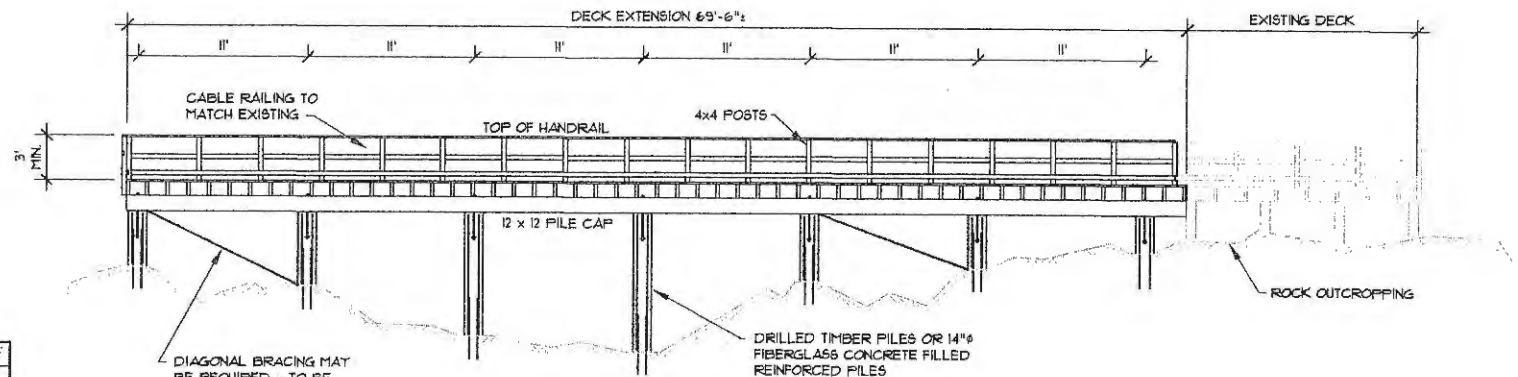 DECK EXTENSION 69'-6"±
EXISTING DECK
11' 11' 11' 11' 11' 11'
CABLE RAILING TO
MATCH EXISTING
4x4 POSTS
TOP OF HANDRAIL
3'
MIN.
12 x 12 PILE CAP
ROCK OUTCROPPING
DRILLED TIMBER PILES OR 14"ø
FIBERGLASS CONCRETE FILLED
REINFORCED PILES
DIAGONAL BRACING MAY
BE REQUIRED - TO BE